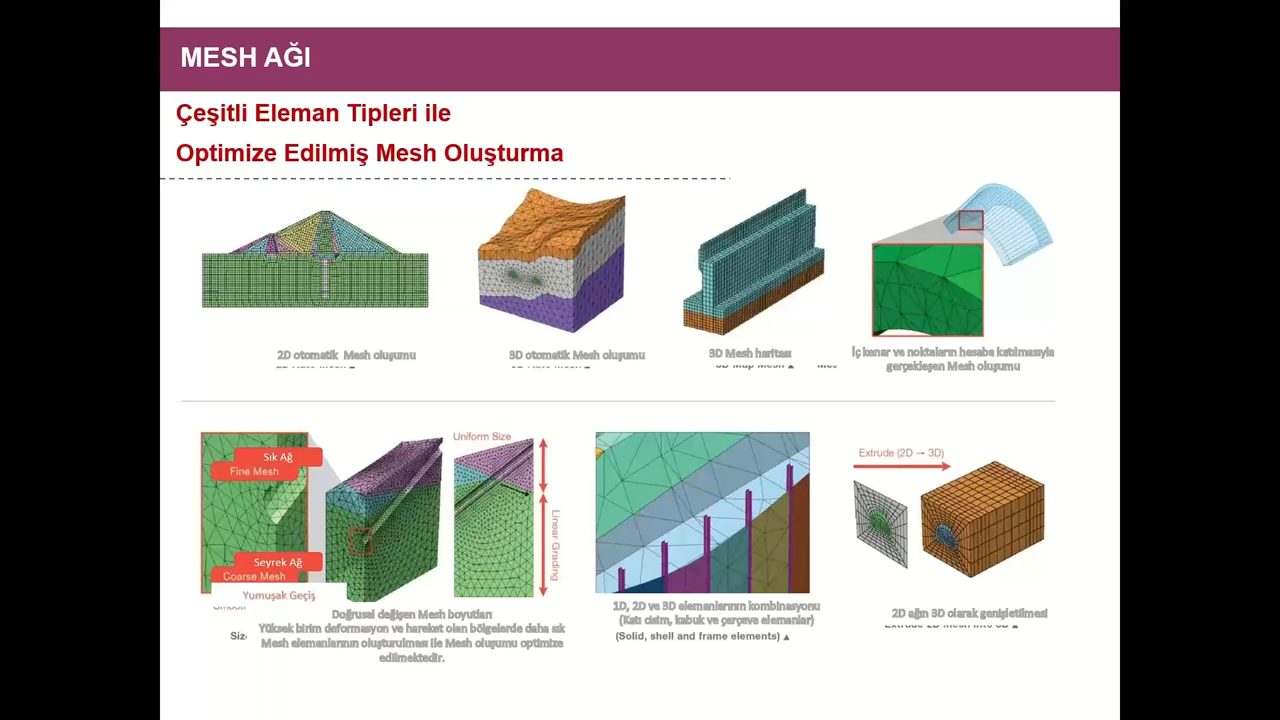 MESH AĞI
Çeşitli Eleman Tipleri ile
Optimize Edilmiş Mesh Oluşturma
2D otomatik Mesh oluşumu
3D otomatik Mesh oluşumu
3D Mesh haritası
İç kenar ve noktaların hesaba katılmasıyla
gerçekleşen Mesh oluşumu
3D Map Mesh ▲
Sık Ağ
Fine Mesh
Seyrek Ağ
Coarse Mesh
Yumuşak Geçiş
Uniform Size
Linear Grading
Doğrusal değişen Mesh boyutları
Yüksek birim deformasyon ve hareket olan bölgelerde daha sık
Mesh elemanlarının oluşturulması ile Mesh oluşumu optimize
edilmektedir.
1D, 2D ve 3D elemanlarının kombinasyonu
(Katı cisim, kabuk ve çerçeve elemanlar)
(Solid, shell and frame elements) ▲
Extrude (2D → 3D)
2D ağın 3D olarak genişletilmesi